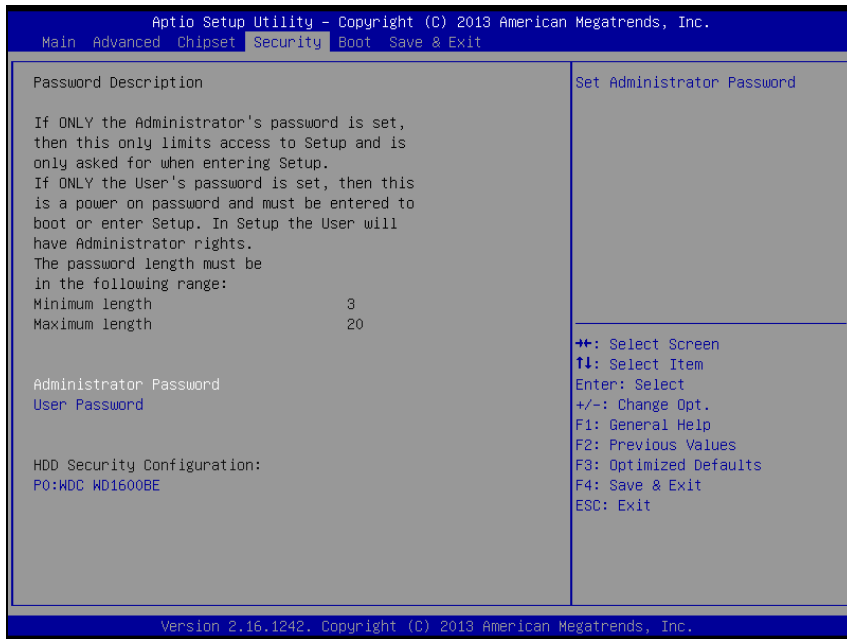 Aptio Setup Utility – Copyright (C) 2013 American Megatrends, Inc.
Main Advanced Chipset Security Boot Save & Exit
Password Description
If ONLY the Administrator's password is set,
then this only limits access to Setup and is
only asked for when entering Setup.
If ONLY the User's password is set, then this
is a power on password and must be entered to
boot or enter Setup. In Setup the User will
have Administrator rights.
The password length must be
in the following range:
Minimum length 3
Maximum length 20
Administrator Password
User Password
HDD Security Configuration:
P0:WDC WD1600BE
Set Administrator Password
→←: Select Screen
↑↓: Select Item
Enter: Select
+/-: Change Opt.
F1: General Help
F2: Previous Values
F3: Optimized Defaults
F4: Save & Exit
ESC: Exit
Version 2.16.1242. Copyright (C) 2013 American Megatrends, Inc.